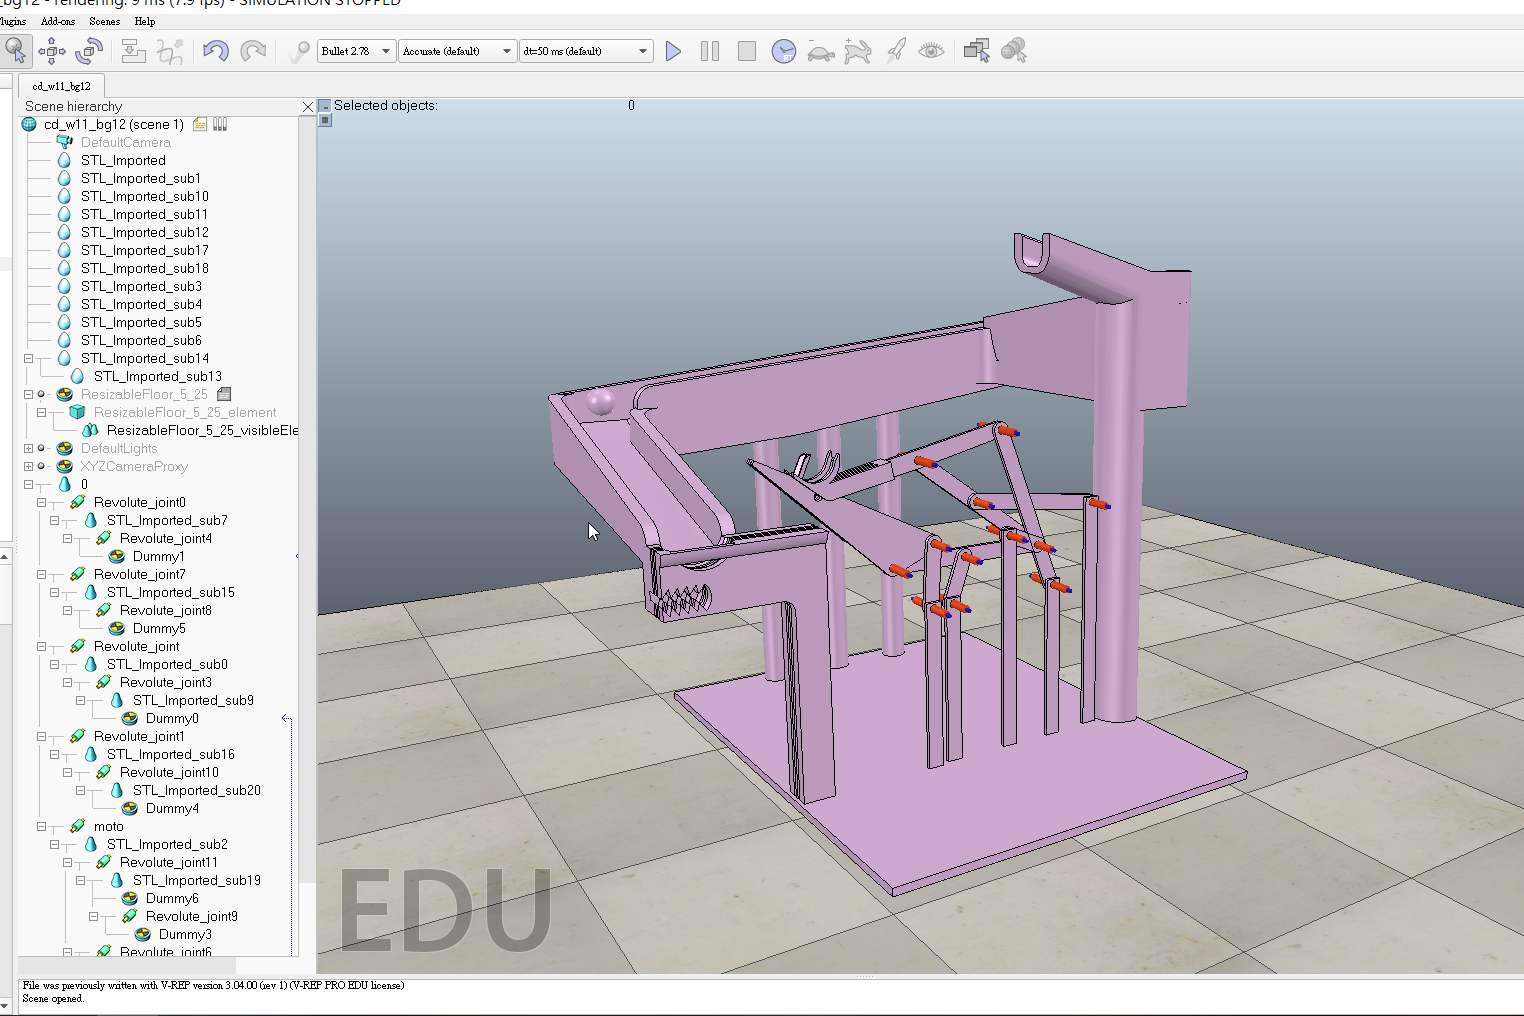 _bg12 - rendering: 9 ms (7.9 fps) - SIMULATION STOPPED
Plugins Add-ons Scenes Help
Bullet 2.78 Accurate (default) dt=50 ms (default)
cd_w11_bg12
Scene hierarchy
Selected objects: 0
cd_w11_bg12 (scene 1)
DefaultCamera
STL_Imported
STL_Imported_sub1
STL_Imported_sub10
STL_Imported_sub11
STL_Imported_sub12
STL_Imported_sub17
STL_Imported_sub18
STL_Imported_sub3
STL_Imported_sub4
STL_Imported_sub5
STL_Imported_sub6
STL_Imported_sub14
STL_Imported_sub13
ResizableFloor_5_25
ResizableFloor_5_25_element
ResizableFloor_5_25_visibleEle
DefaultLights
XYZCameraProxy
0
Revolute_joint0
STL_Imported_sub7
Revolute_joint4
Dummy1
Revolute_joint7
STL_Imported_sub15
Revolute_joint8
Dummy5
Revolute_joint
STL_Imported_sub0
Revolute_joint3
STL_Imported_sub9
Dummy0
Revolute_joint1
STL_Imported_sub16
Revolute_joint10
STL_Imported_sub20
Dummy4
moto
STL_Imported_sub2
Revolute_joint11
STL_Imported_sub19
Dummy6
Revolute_joint9
Dummy3
Revolute_joint6
EDU
File was previously written with V-REP version 3.04.00 (rev 1) (V-REP PRO EDU license)
Scene opened.